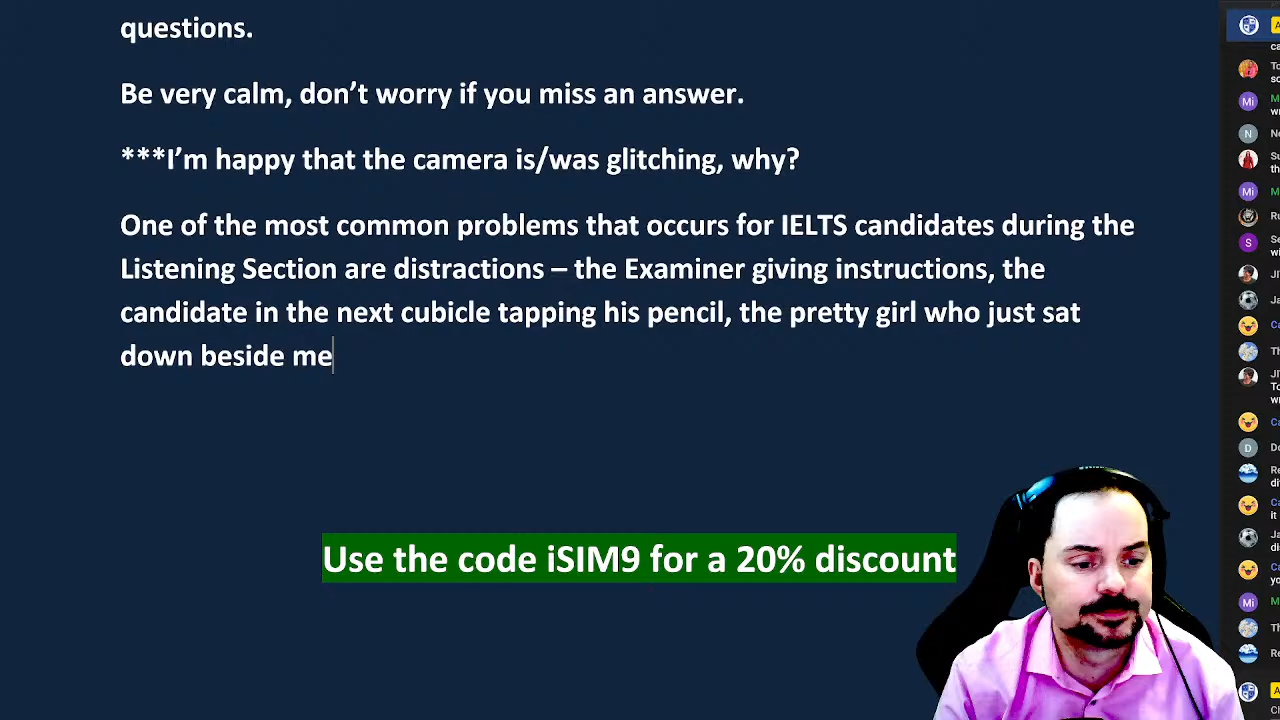 questions.
Be very calm, don’t worry if you miss an answer.
***I’m happy that the camera is/was glitching, why?
One of the most common problems that occurs for IELTS candidates during the
Listening Section are distractions – the Examiner giving instructions, the
candidate in the next cubicle tapping his pencil, the pretty girl who just sat
down beside me
Use the code iSIM9 for a 20% discount